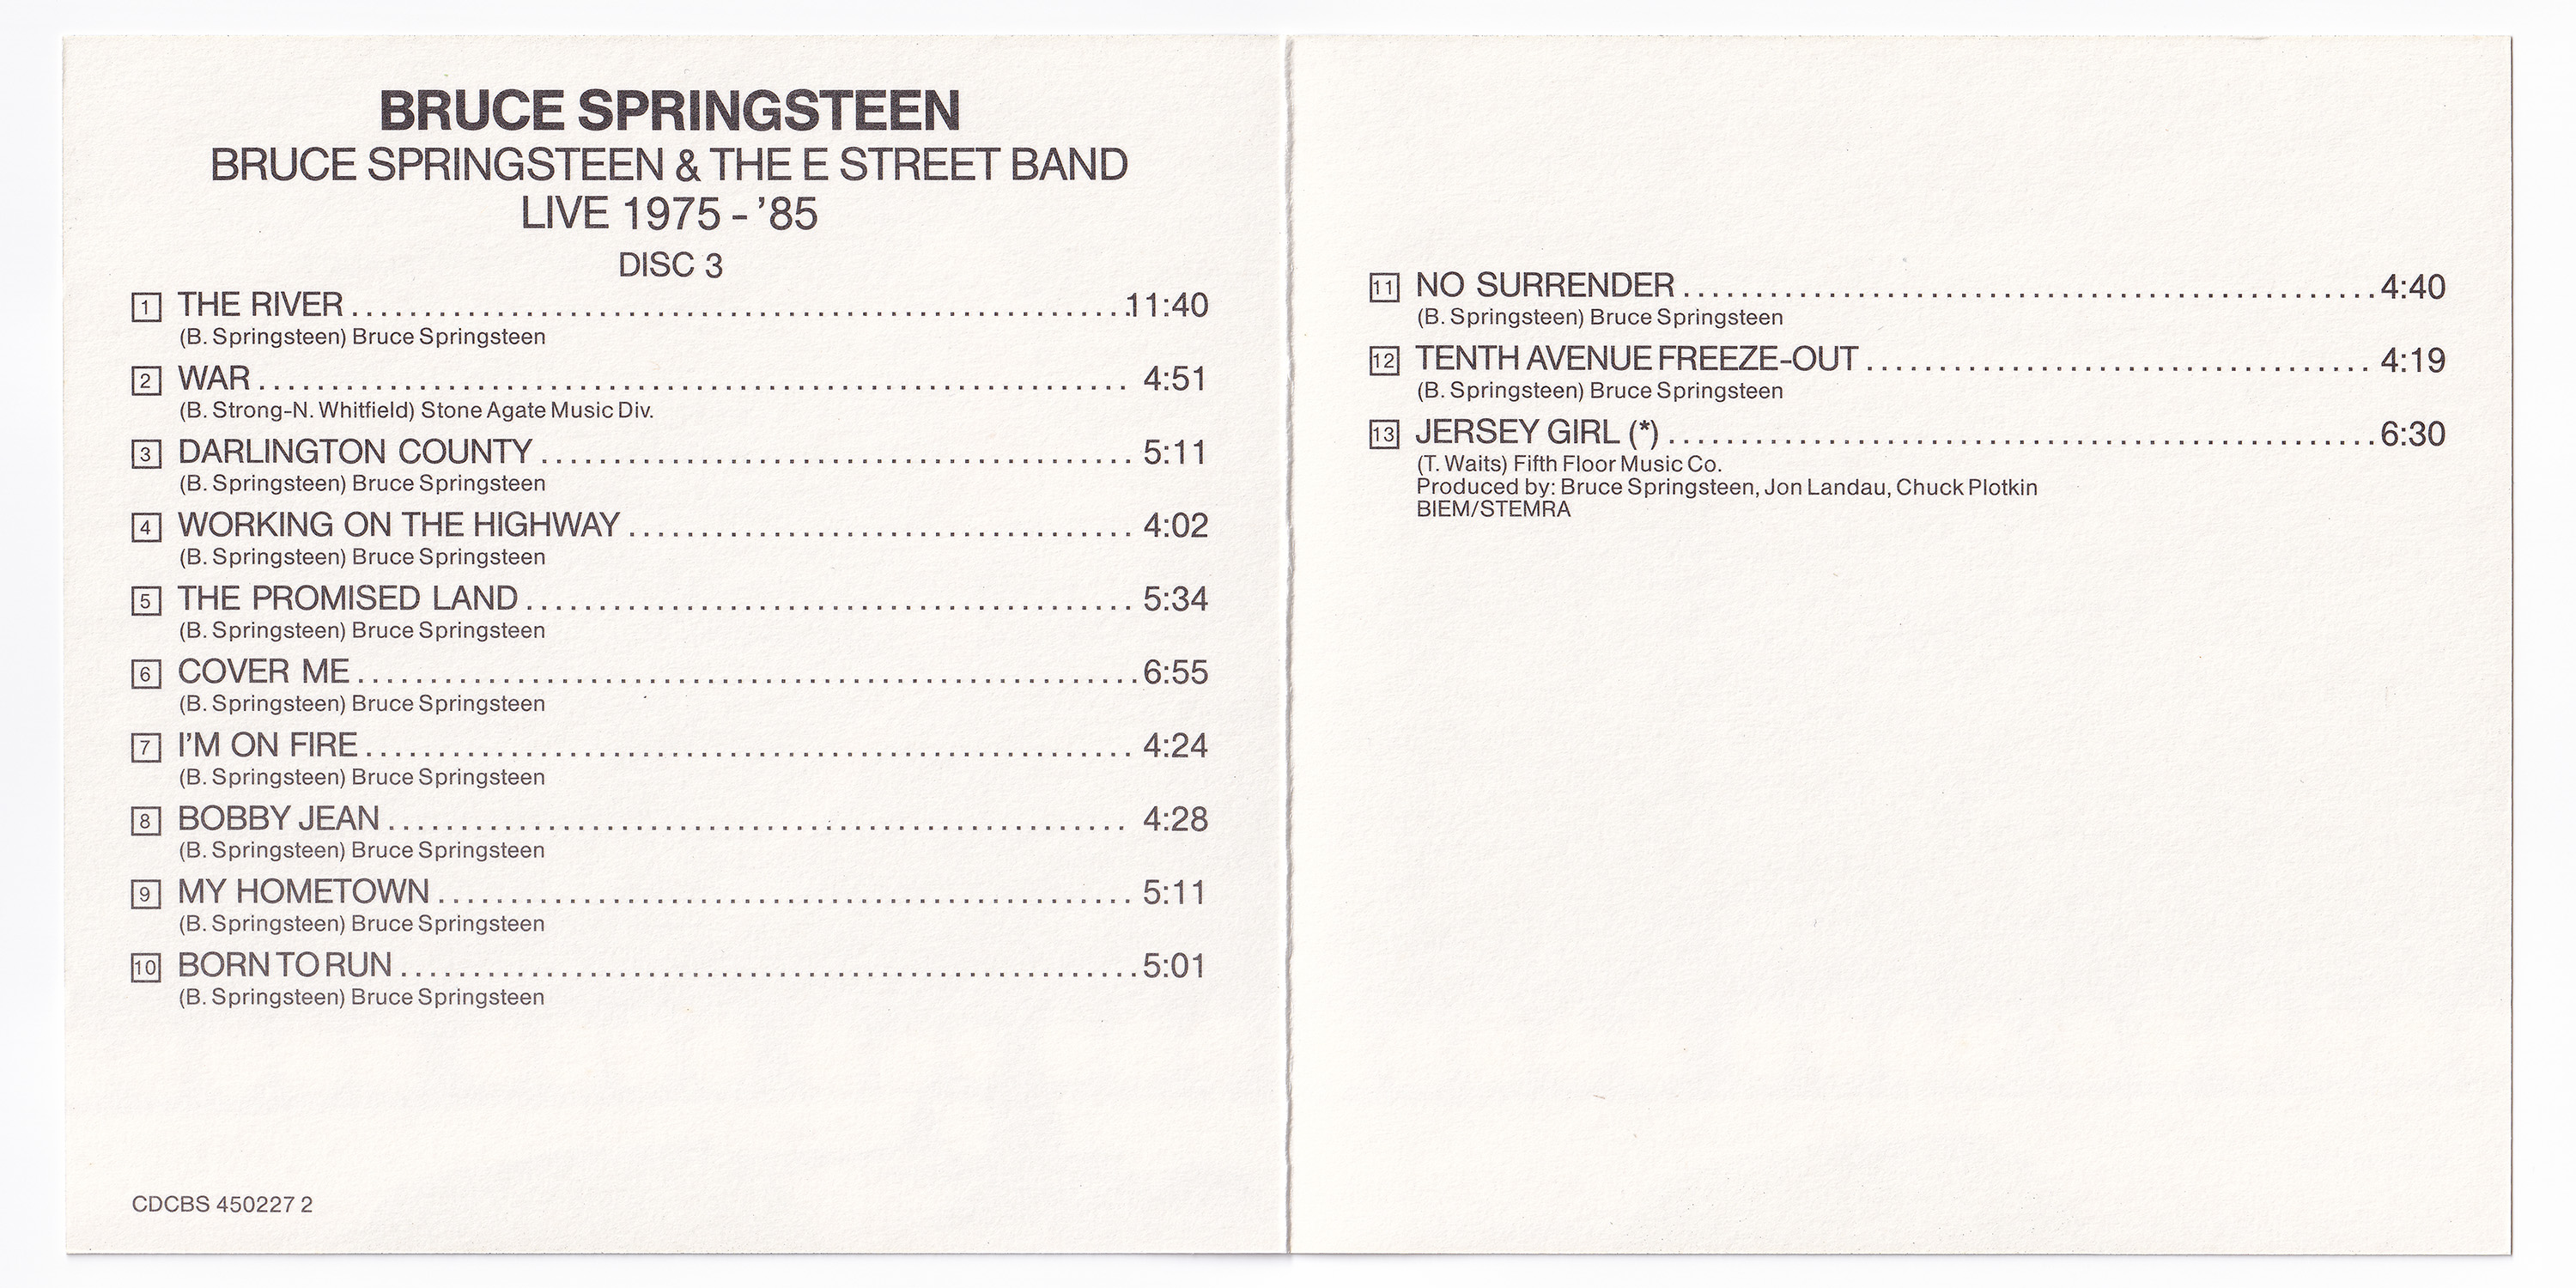 BRUCE SPRINGSTEEN
BRUCE SPRINGSTEEN & THE E STREET BAND
LIVE 1975 - ’85
DISC 3
1 THE RIVER ........................................................ 11:40
(B. Springsteen) Bruce Springsteen
2 WAR ........................................................ 4:51
(B. Strong-N. Whitfield) Stone Agate Music Div.
3 DARLINGTON COUNTY ........................................ 5:11
(B. Springsteen) Bruce Springsteen
4 WORKING ON THE HIGHWAY ................................... 4:02
(B. Springsteen) Bruce Springsteen
5 THE PROMISED LAND ......................................... 5:34
(B. Springsteen) Bruce Springsteen
6 COVER ME ..................................................... 6:55
(B. Springsteen) Bruce Springsteen
7 I’M ON FIRE .................................................... 4:24
(B. Springsteen) Bruce Springsteen
8 BOBBY JEAN .................................................. 4:28
(B. Springsteen) Bruce Springsteen
9 MY HOMETOWN ............................................... 5:11
(B. Springsteen) Bruce Springsteen
10 BORN TO RUN .................................................. 5:01
(B. Springsteen) Bruce Springsteen
CDCBS 450227 2
11 NO SURRENDER ............................................... 4:40
(B. Springsteen) Bruce Springsteen
12 TENTH AVENUE FREEZE-OUT ................................... 4:19
(B. Springsteen) Bruce Springsteen
13 JERSEY GIRL (*) ................................................ 6:30
(T. Waits) Fifth Floor Music Co.
Produced by: Bruce Springsteen, Jon Landau, Chuck Plotkin
BIEM/STEMRA